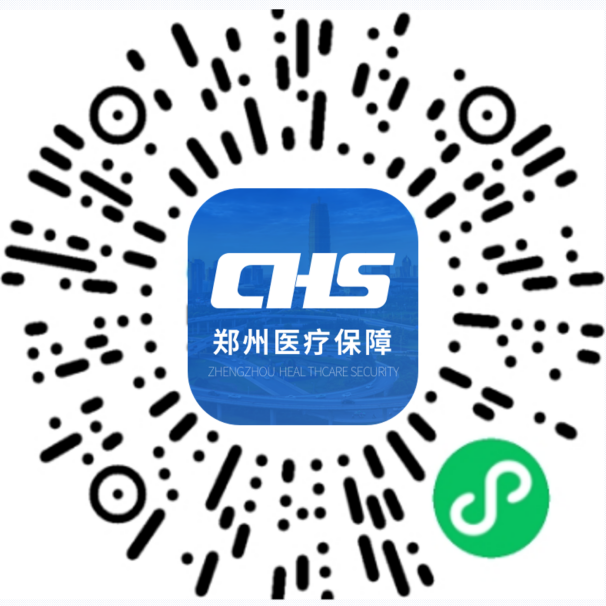 CHS
郑州医疗保障
ZHENGZHOU HEAL THCARE SECURITY